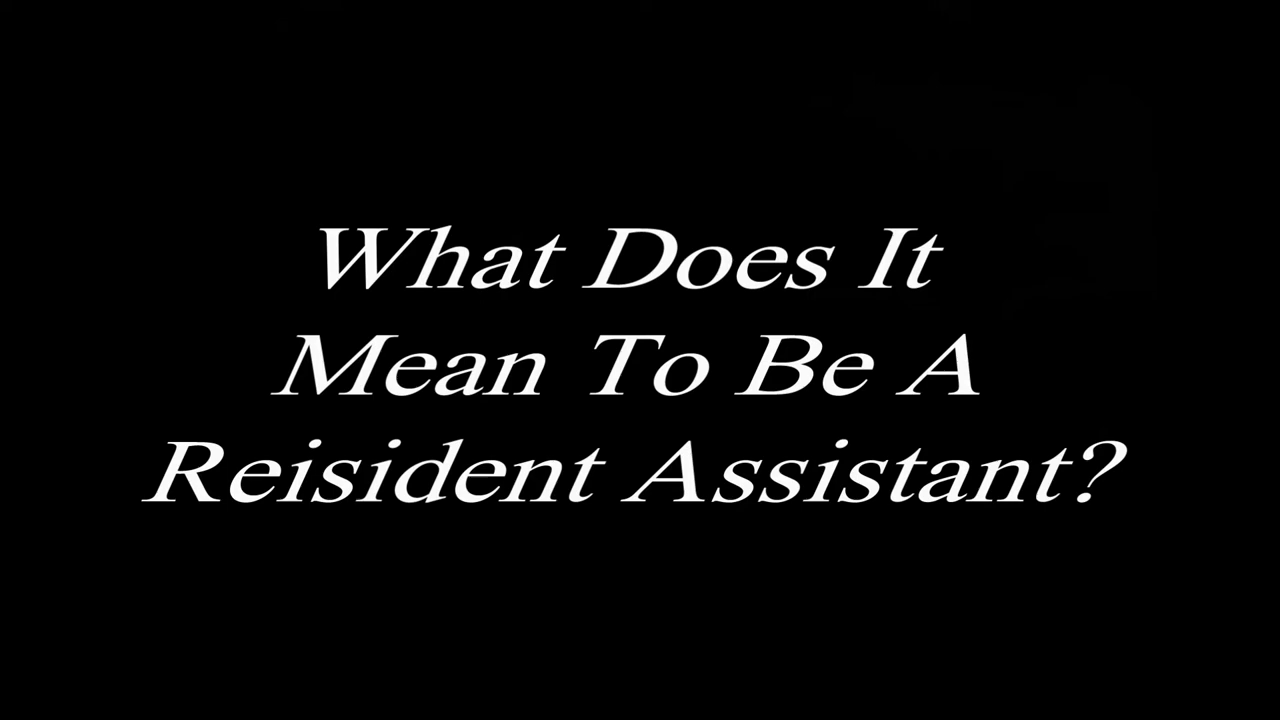 What Does It
Mean To Be A
Reisident Assistant?